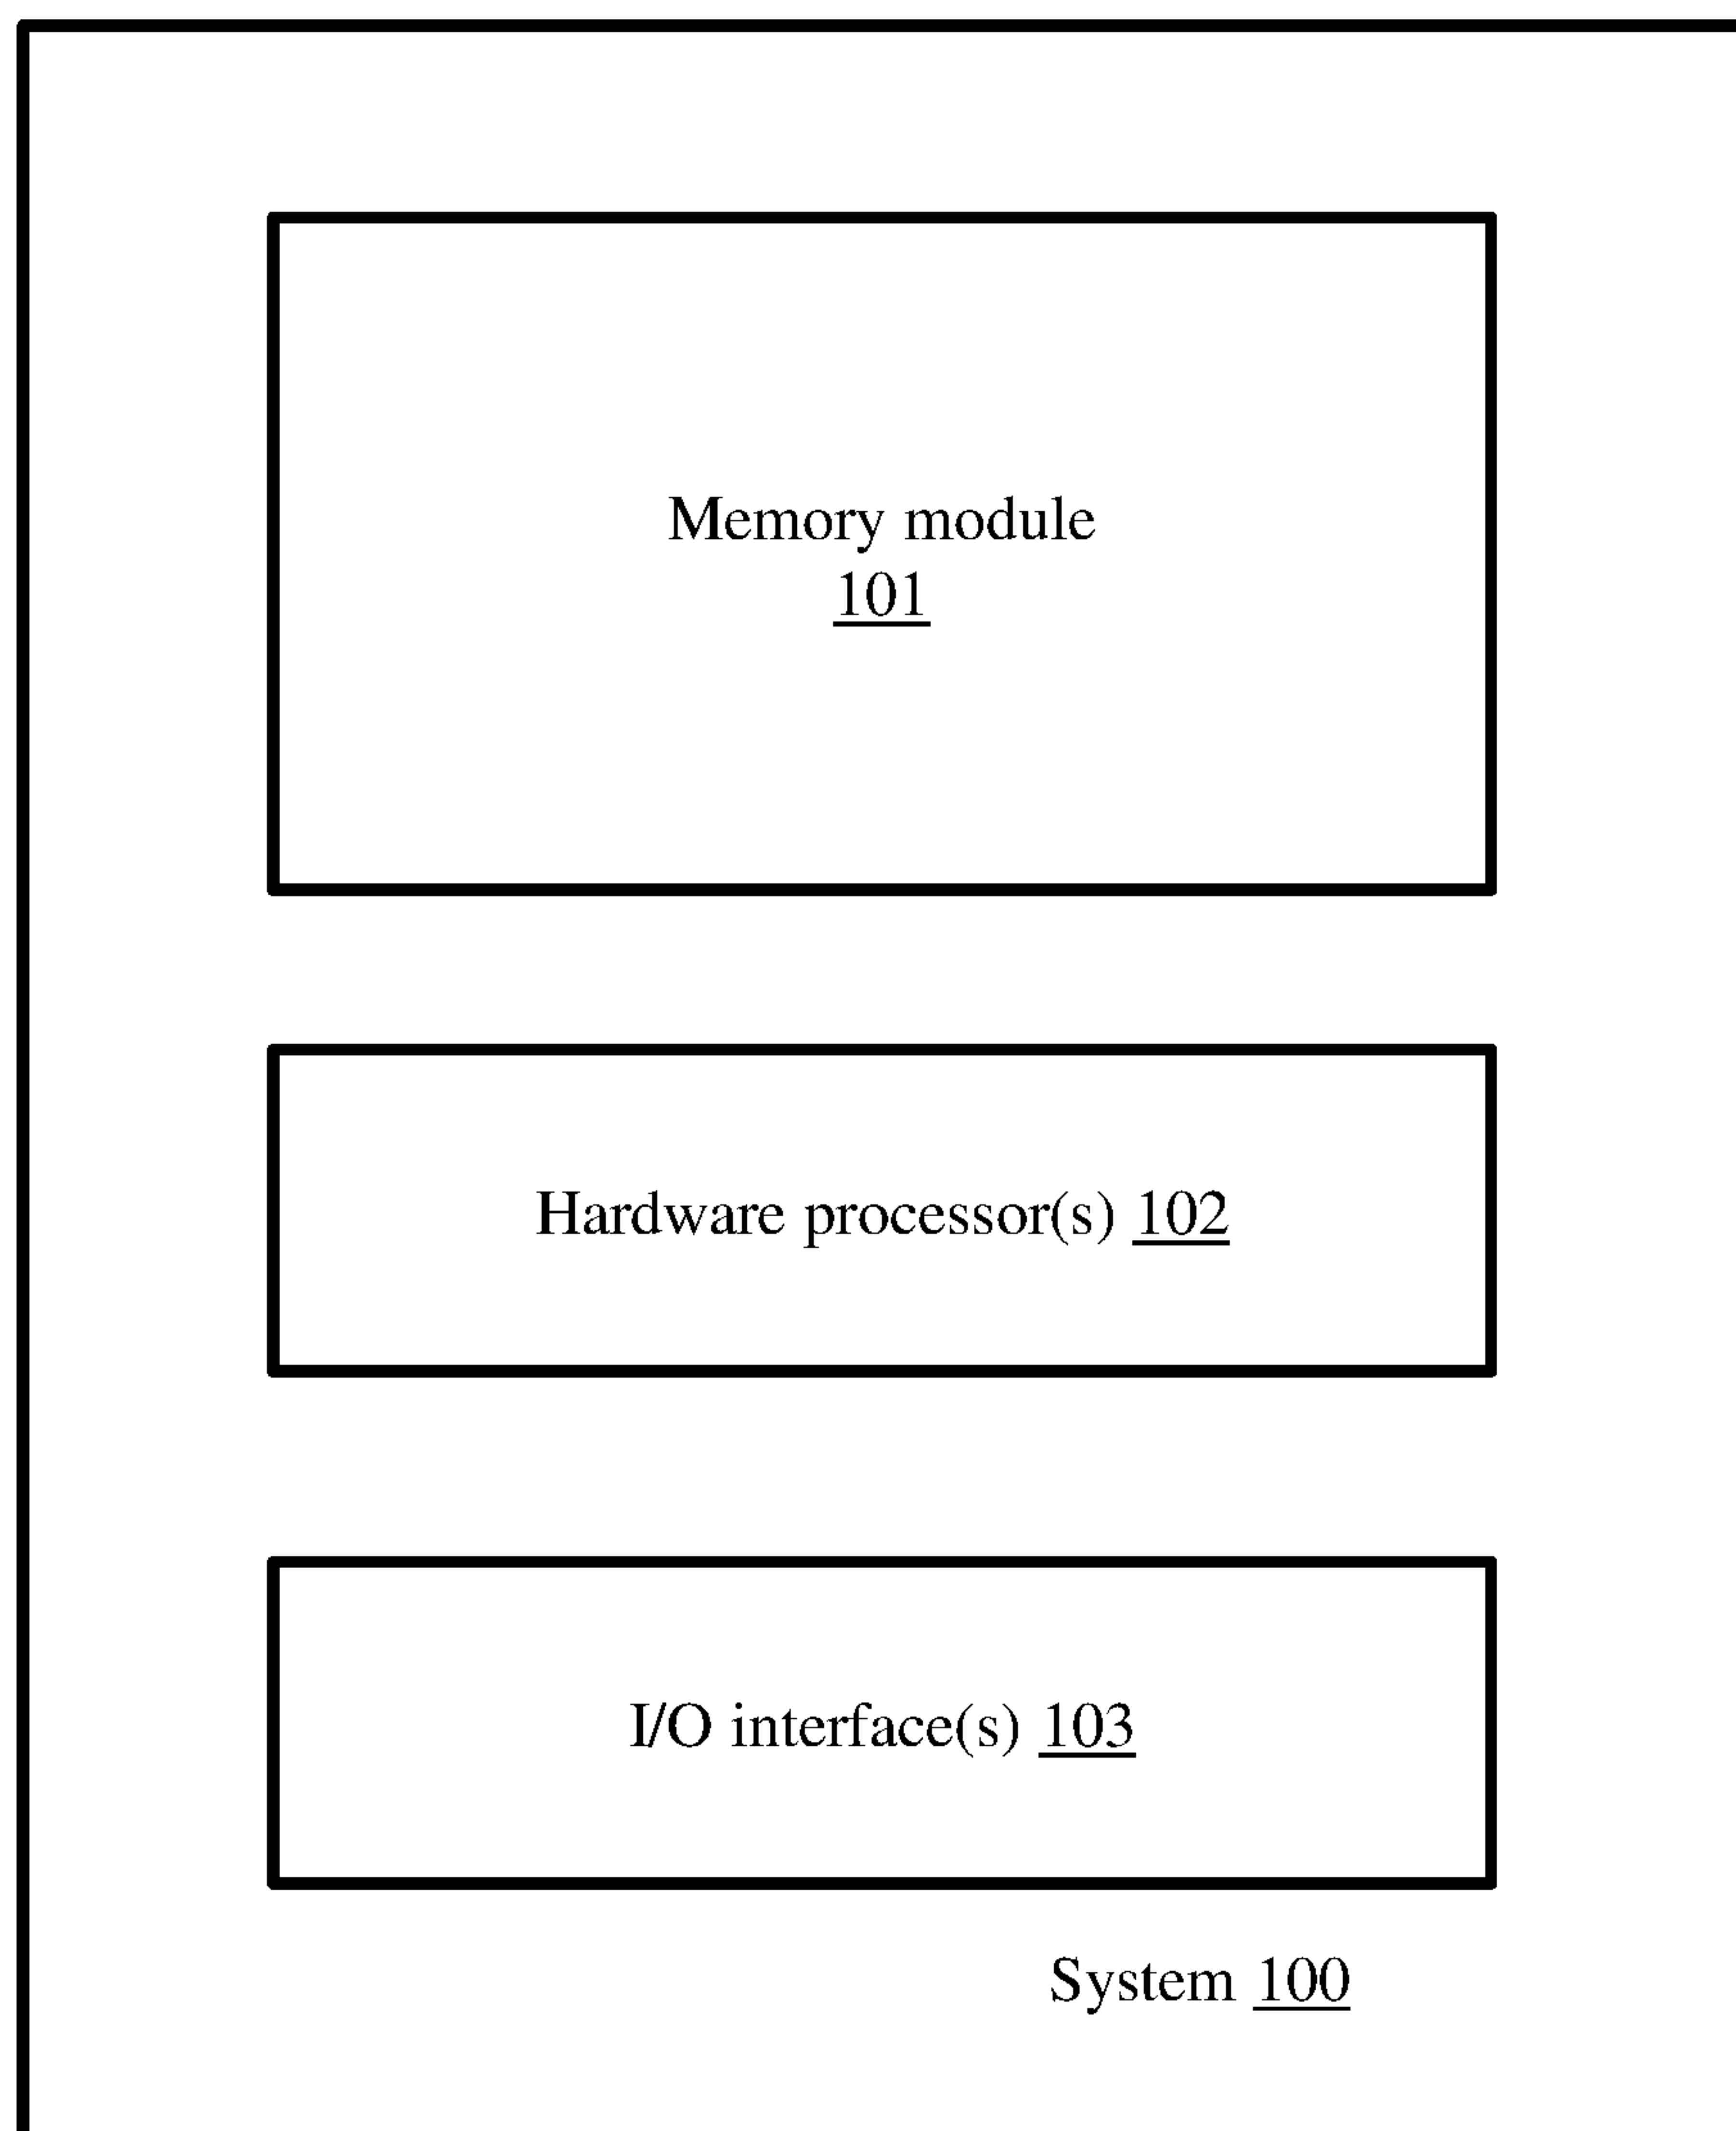 Memory module
101
Hardware processor(s) 102
I/O interface(s) 103
System 100